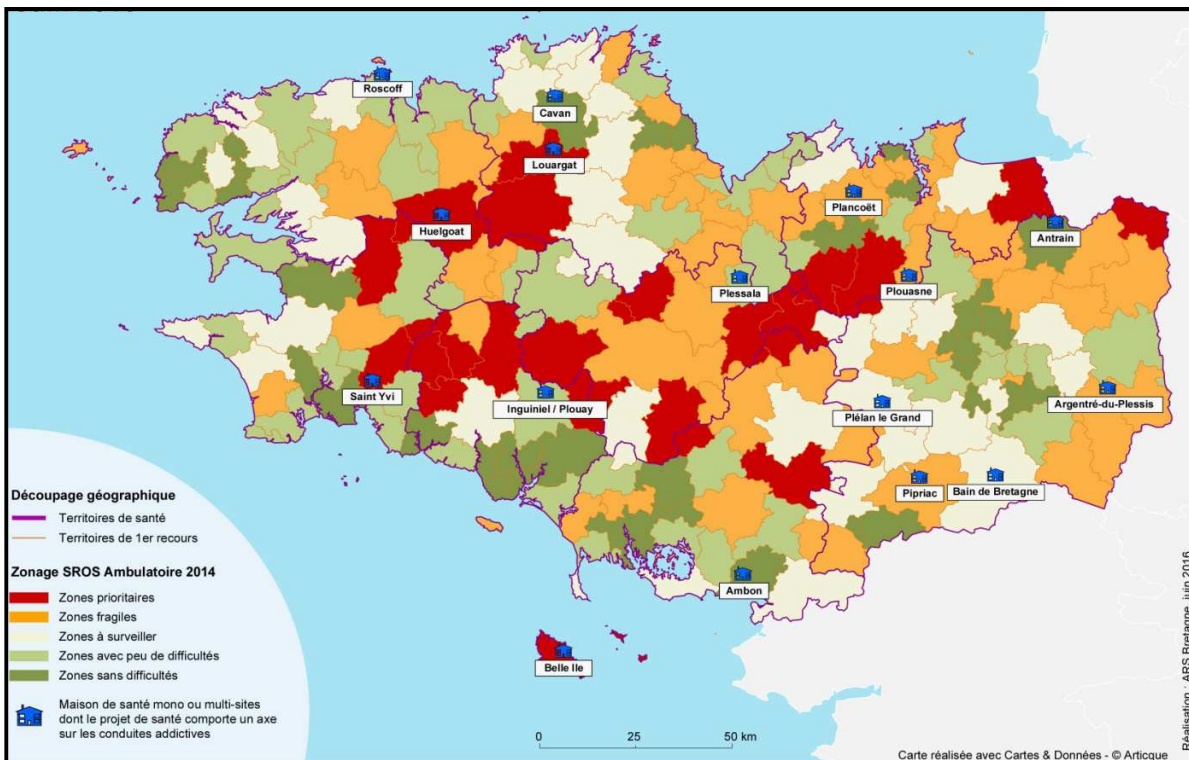 Roscoff
Cavan
Louargat
Plancoët
Huelgoat
Antrain
Plessala
Plouasne
Saint Yvi
Inguiniel / Plouay
Plélan le Grand
Argentré-du-Plessis
Pipriac
Bain de Bretagne
Ambon
Belle Ile
Découpage géographique
Territoires de santé
Territoires de 1er recours
Zonage SROS Ambulatoire 2014
Zones prioritaires
Zones fragiles
Zones à surveiller
Zones avec peu de difficultés
Zones sans difficultés
Maison de santé mono ou multi-sites
dont le projet de santé comporte un axe
sur les conduites addictives
0 25 50 km
Carte réalisée avec Cartes & Données - © Articque
Réalisation : ARS Bretagne, juin 2016